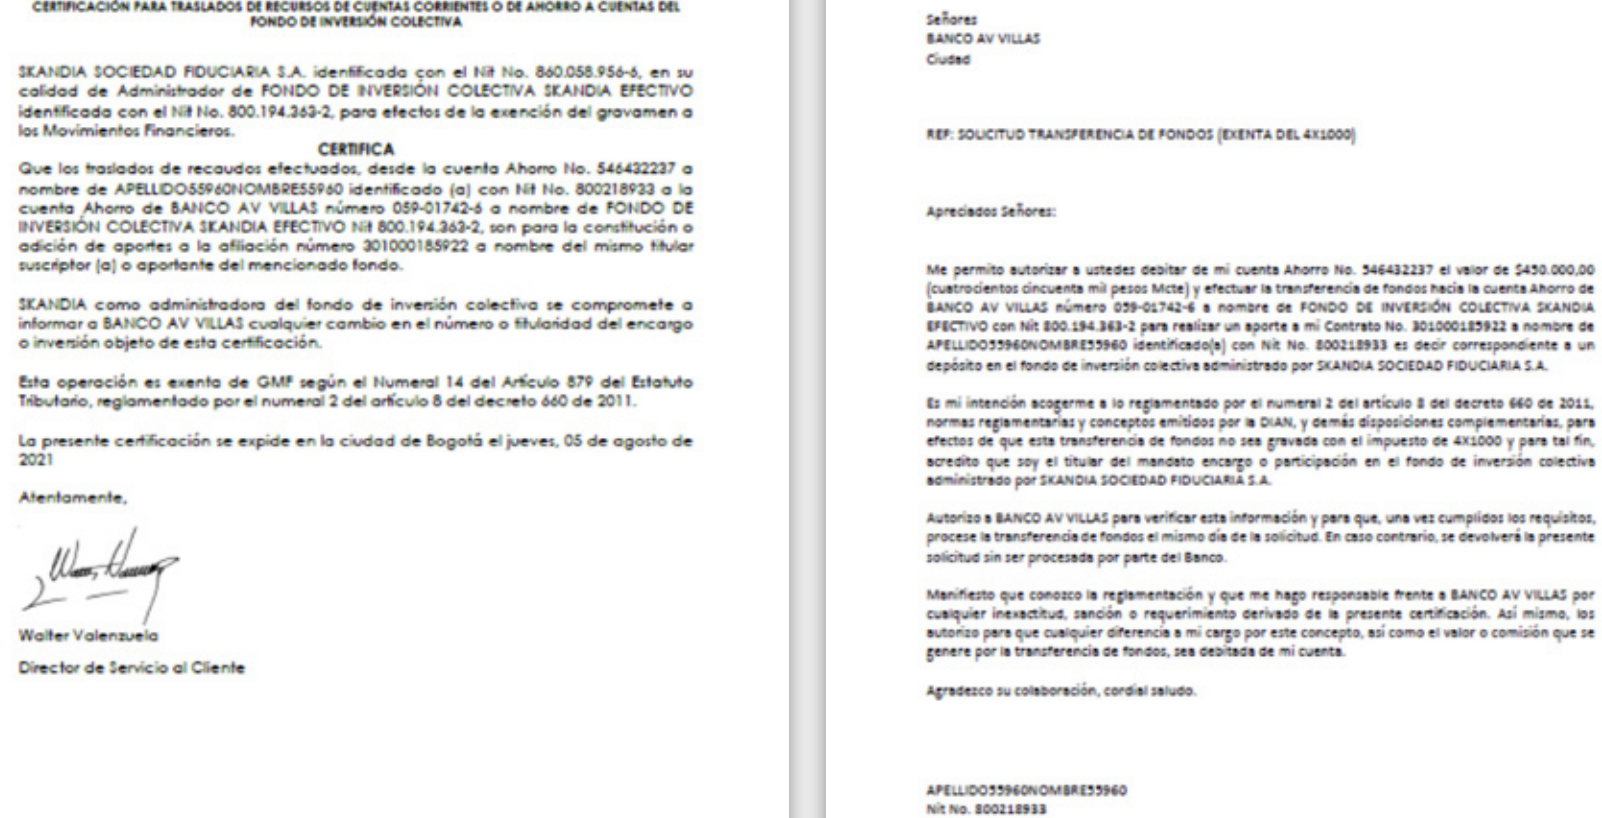 CERTIFICACIÓN PARA TRASLADOS DE RECURSOS DE CUENTAS CORRIENTES O DE AHORRO A CUENTAS DEL
FONDO DE INVERSIÓN COLECTIVA
SKANDIA SOCIEDAD FIDUCIARIA S.A. identificada con el Nit No. 860.058.956-6, en su
calidad de Administrador de FONDO DE INVERSIÓN COLECTIVA SKANDIA EFECTIVO
identificada con el Nit No. 800.194.363-2, para efectos de la exención del gravamen a
los Movimientos Financieros.
CERTIFICA
Que los traslados de recaudos efectuados, desde la cuenta Ahorro No. 546432237 a
nombre de APELLIDO55960NOMBRE55960 identificado (a) con Nit No. 800218933 a la
cuenta Ahorro de BANCO AV VILLAS número 059-01742-6 a nombre de FONDO DE
INVERSIÓN COLECTIVA SKANDIA EFECTIVO Nit 800.194.363-2, son para la constitución o
adición de aportes a la afiliación número 301000185922 a nombre del mismo titular
suscriptor (a) o aportante del mencionado fondo.
SKANDIA como administradora del fondo de inversión colectiva se compromete a
informar a BANCO AV VILLAS cualquier cambio en el número o titularidad del encargo
o inversión objeto de esta certificación.
Esta operación es exenta de GMF según el Numeral 14 del Artículo 879 del Estatuto
Tributario, reglamentado por el numeral 2 del artículo 8 del decreto 660 de 2011.
La presente certificación se expide en la ciudad de Bogotá el jueves, 05 de agosto de
2021
Atentamente,
Walter Valenzuela
Director de Servicio al Cliente
Señores
BANCO AV VILLAS
Ciudad
REF: SOLICITUD TRANSFERENCIA DE FONDOS (EXENTA DEL 4X1000)
Apreciados Señores:
Me permito autorizar a ustedes debitar de mi cuenta Ahorro No. 546432237 el valor de $450.000,00
(cuatrocientos cincuenta mil pesos Mcte) y efectuar la transferencia de fondos hacia la cuenta Ahorro de
BANCO AV VILLAS número 059-01742-6 a nombre de FONDO DE INVERSIÓN COLECTIVA SKANDIA
EFECTIVO con Nit 800.194.363-2 para realizar un aporte a mi Contrato No. 301000185922 a nombre de
APELLIDO55960NOMBRE55960 identificado(a) con Nit No. 800218933 es decir correspondiente a un
depósito en el fondo de inversión colectiva administrado por SKANDIA SOCIEDAD FIDUCIARIA S.A.
Es mi intención acogerme a lo reglamentado por el numeral 2 del artículo 8 del decreto 660 de 2011,
normas reglamentarias y conceptos emitidos por la DIAN, y demás disposiciones complementarias, para
efectos de que esta transferencia de fondos no sea gravada con el impuesto de 4X1000 y para tal fin,
acredito que soy el titular del mandato encargo o participación en el fondo de inversión colectiva
administrado por SKANDIA SOCIEDAD FIDUCIARIA S.A.
Autorizo a BANCO AV VILLAS para verificar esta información y para que, una vez cumplidos los requisitos,
procese la transferencia de fondos el mismo día de la solicitud. En caso contrario, se devolverá la presente
solicitud sin ser procesada por parte del Banco.
Manifiesto que conozco la reglamentación y que me hago responsable frente a BANCO AV VILLAS por
cualquier inexactitud, sanción o requerimiento derivado de la presente certificación. Así mismo, los
autorizo para que cualquier diferencia a mi cargo por este concepto, así como el valor o comisión que se
genere por la transferencia de fondos, sea debitada de mi cuenta.
Agradezco su colaboración, cordial saludo.
APELLIDO55960NOMBRE55960
Nit No. 800218933